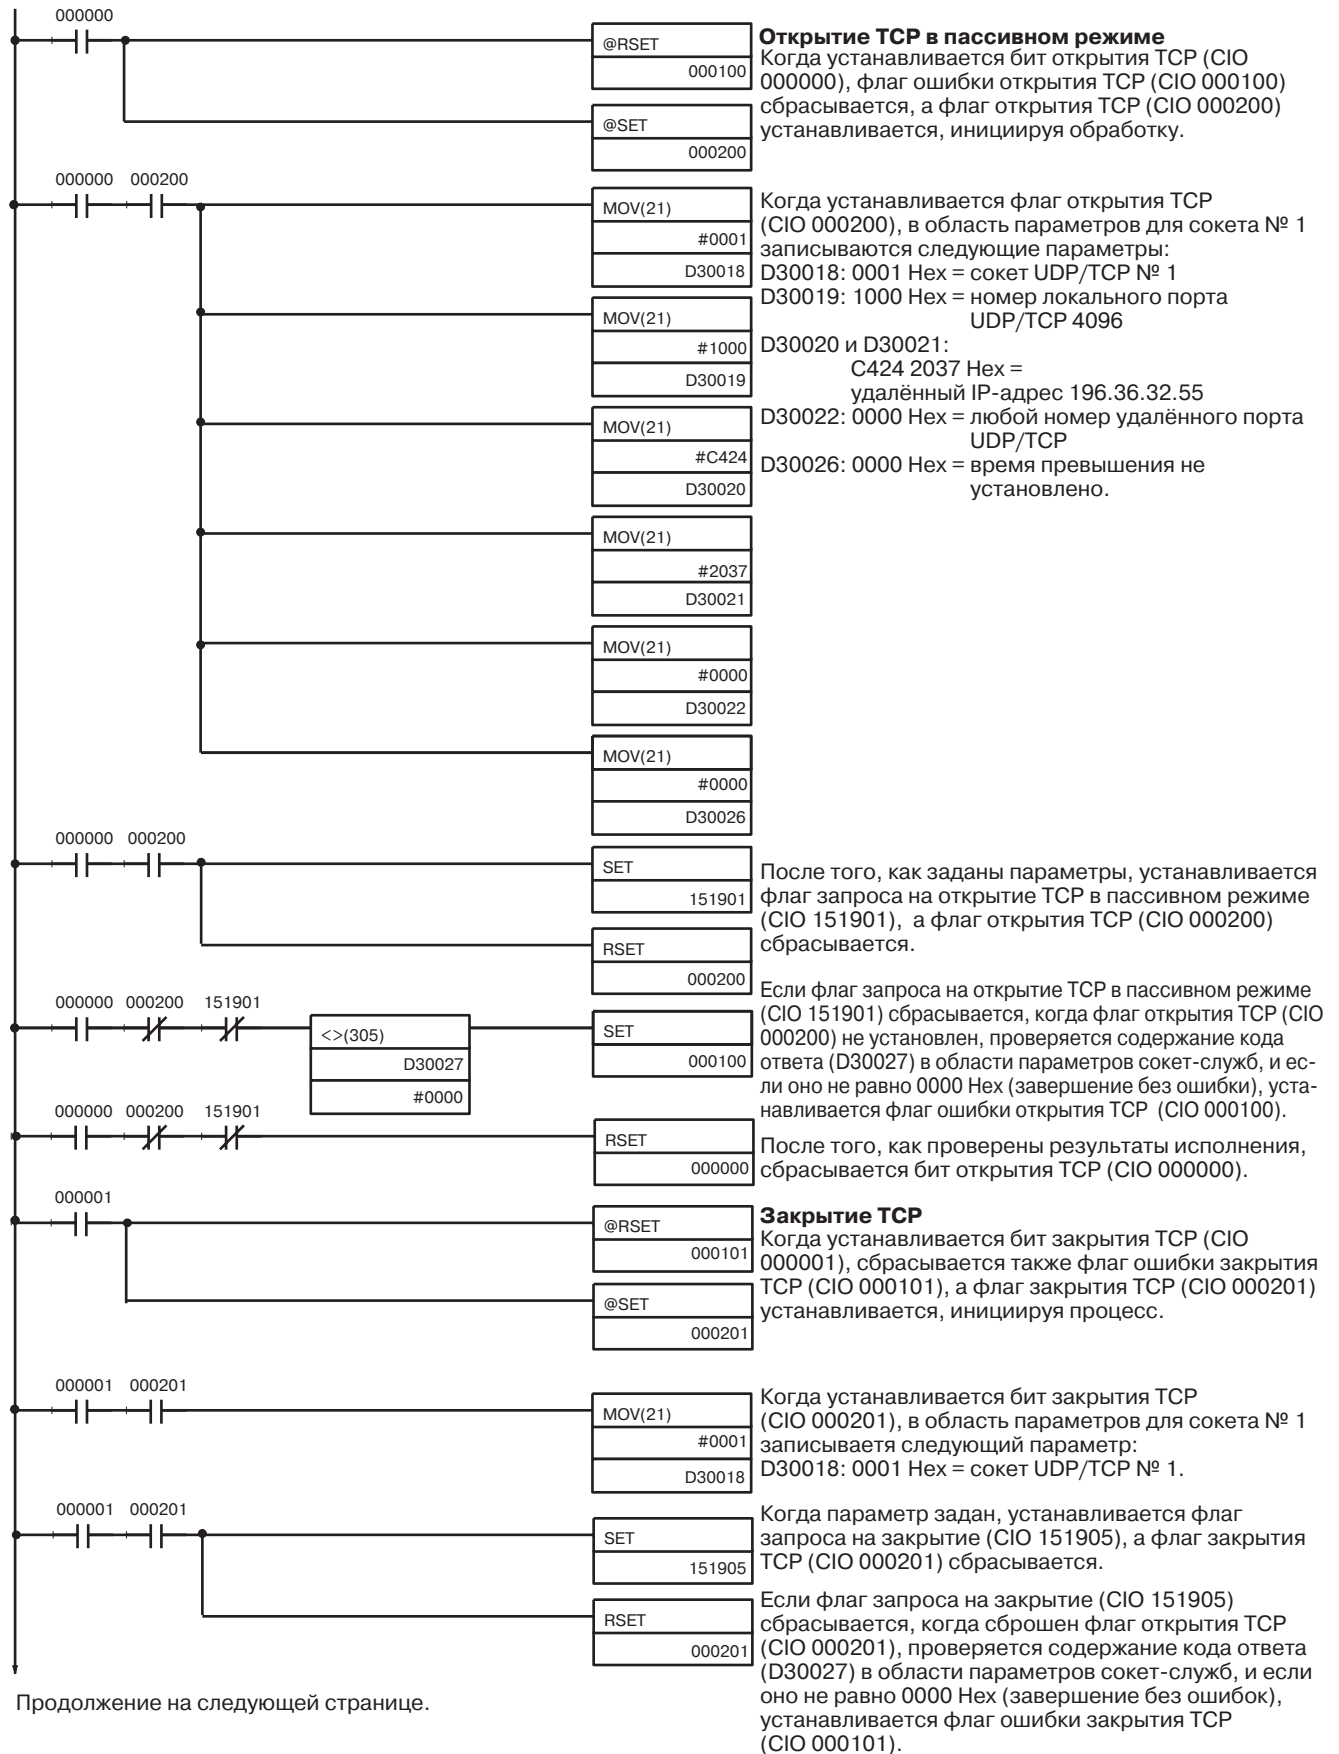 000000
@RSET
000100
@SET
000200
Открытие TCP в пассивном режиме
Когда устанавливается бит открытия TCP (CIO
000000), флаг ошибки открытия TCP (CIO 000100)
сбрасывается, а флаг открытия TCP (CIO 000200)
устанавливается, инициируя обработку.
000000 000200
MOV(21)
#0001
D30018
MOV(21)
#1000
D30019
MOV(21)
#C424
D30020
MOV(21)
#2037
D30021
MOV(21)
#0000
D30022
MOV(21)
#0000
D30026
Когда устанавливается флаг открытия TCP
(CIO 000200), в область параметров для сокета № 1
записываются следующие параметры:
D30018: 0001 Hex = сокет UDP/TCP № 1
D30019: 1000 Hex = номер локального порта
UDP/TCP 4096
D30020 и D30021:
C424 2037 Hex =
удалённый IP-адрес 196.36.32.55
D30022: 0000 Hex = любой номер удалённого порта
UDP/TCP
D30026: 0000 Hex = время превышения не
установлено.
000000 000200
SET
151901
RSET
000200
После того, как заданы параметры, устанавливается
флаг запроса на открытие TCP в пассивном режиме
(CIO 151901), а флаг открытия TCP (CIO 000200)
сбрасывается.
000000 000200 151901
<>(305)
D30027
#0000
SET
000100
Если флаг запроса на открытие TCP в пассивном режиме
(CIO 151901) сбрасывается, когда флаг открытия TCP (CIO
000200) не установлен, проверяется содержание кода
ответа (D30027) в области параметров сокет-служб, и ес-
ли оно не равно 0000 Hex (завершение без ошибки), уста-
навливается флаг ошибки открытия TCP (CIO 000100).
000000 000200 151901
RSET
000000
После того, как проверены результаты исполнения,
сбрасывается бит открытия TCP (CIO 000000).
000001
@RSET
000101
@SET
000201
Закрытие TCP
Когда устанавливается бит закрытия TCP (CIO
000001), сбрасывается также флаг ошибки закрытия
TCP (CIO 000101), а флаг закрытия TCP (CIO 000201)
устанавливается, инициируя процесс.
000001 000201
MOV(21)
#0001
D30018
Когда устанавливается бит закрытия TCP
(CIO 000201), в область параметров для сокета № 1
записываетя следующий параметр:
D30018: 0001 Hex = сокет UDP/TCP № 1.
000001 000201
SET
151905
RSET
000201
Когда параметр задан, устанавливается флаг
запроса на закрытие (CIO 151905), а флаг закрытия
TCP (CIO 000201) сбрасывается.
Если флаг запроса на закрытие (CIO 151905)
сбрасывается, когда сброшен флаг открытия TCP
(CIO 000201), проверяется содержание кода ответа
(D30027) в области параметров сокет-служб, и если
оно не равно 0000 Hex (завершение без ошибок),
устанавливается флаг ошибки закрытия TCP
(CIO 000101).
Продолжение на следующей странице.